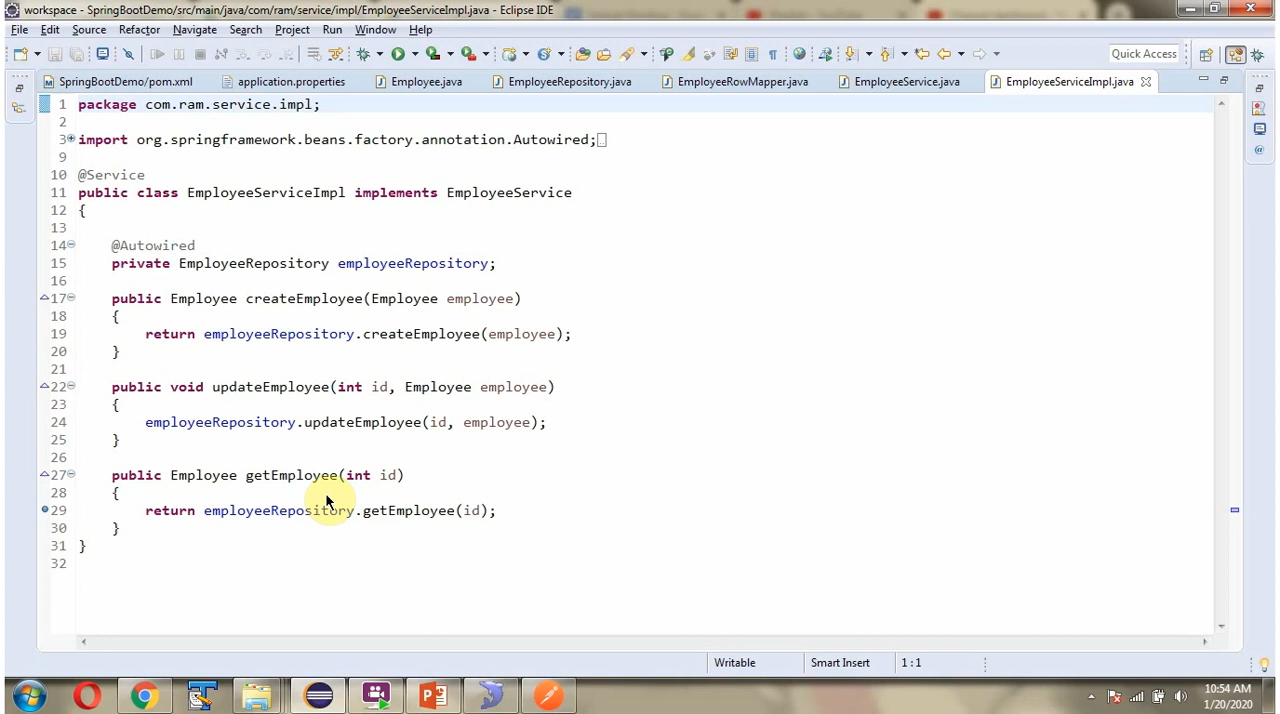 workspace - SpringBootDemo/src/main/java/com/ram/service/impl/EmployeeServiceImpl.java - Eclipse IDE
File Edit Source Refactor Navigate Search Project Run Window Help
Quick Access
SpringBootDemo/pom.xml application.properties Employee.java EmployeeRepository.java EmployeeRowMapper.java EmployeeService.java EmployeeServiceImpl.java
1 package com.ram.service.impl;
2
3 import org.springframework.beans.factory.annotation.Autowired;
9
10 @Service
11 public class EmployeeServiceImpl implements EmployeeService
12 {
13
14 @Autowired
15 private EmployeeRepository employeeRepository;
16
17 public Employee createEmployee(Employee employee)
18 {
19 return employeeRepository.createEmployee(employee);
20 }
21
22 public void updateEmployee(int id, Employee employee)
23 {
24 employeeRepository.updateEmployee(id, employee);
25 }
26
27 public Employee getEmployee(int id)
28 {
29 return employeeRepository.getEmployee(id);
30 }
31 }
32
Writable Smart Insert 1 : 1
10:54 AM
1/20/2020